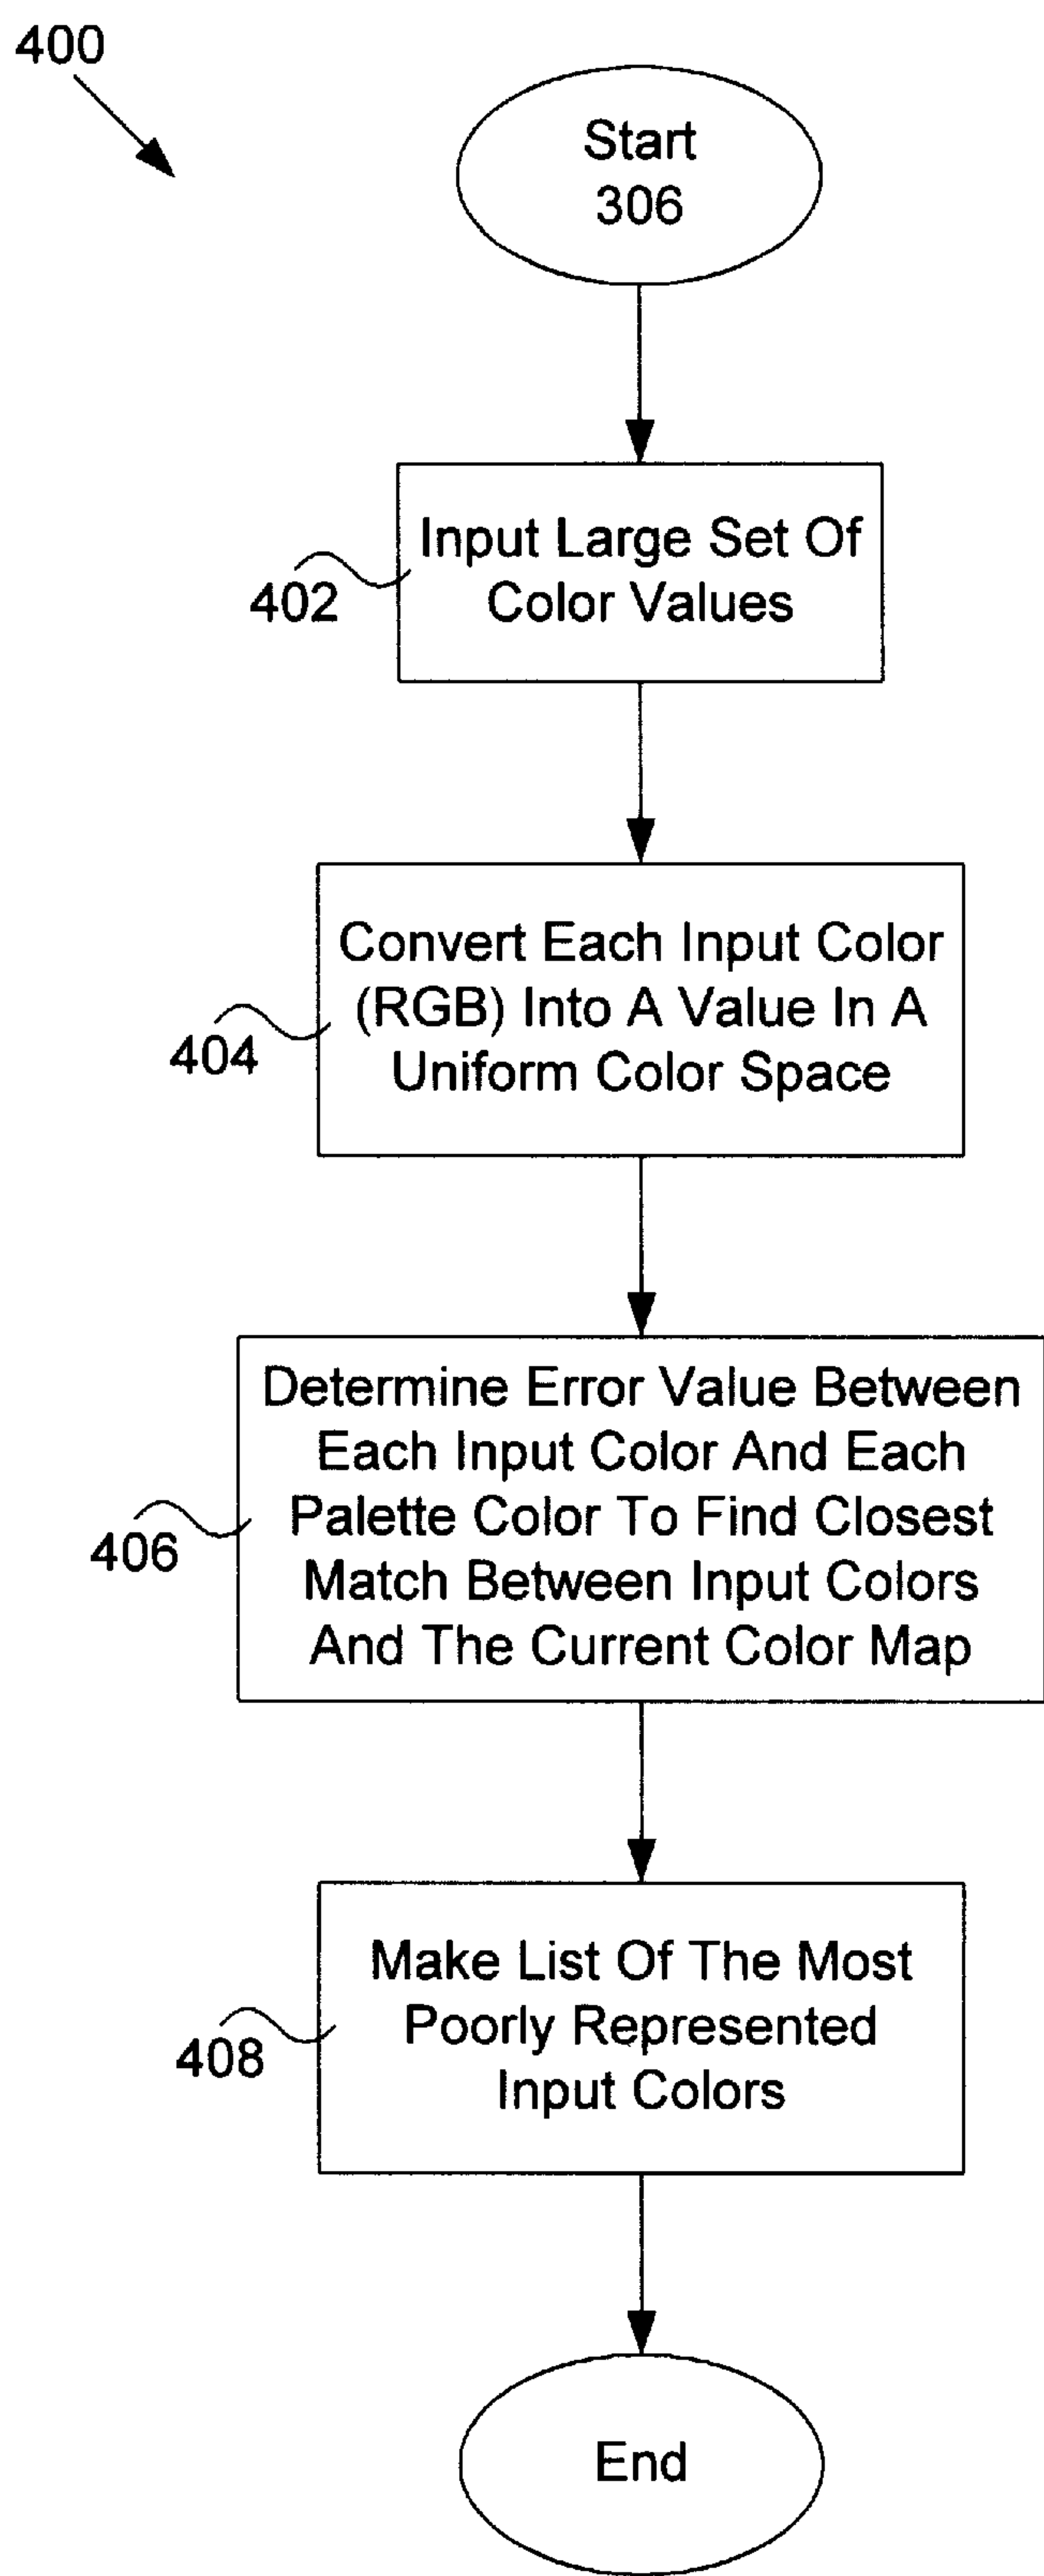 400
Start
306
Input Large Set Of
Color Values
402
Convert Each Input Color
(RGB) Into A Value In A
Uniform Color Space
404
Determine Error Value Between
Each Input Color And Each
Palette Color To Find Closest
Match Between Input Colors
And The Current Color Map
406
Make List Of The Most
Poorly Represented
Input Colors
408
End